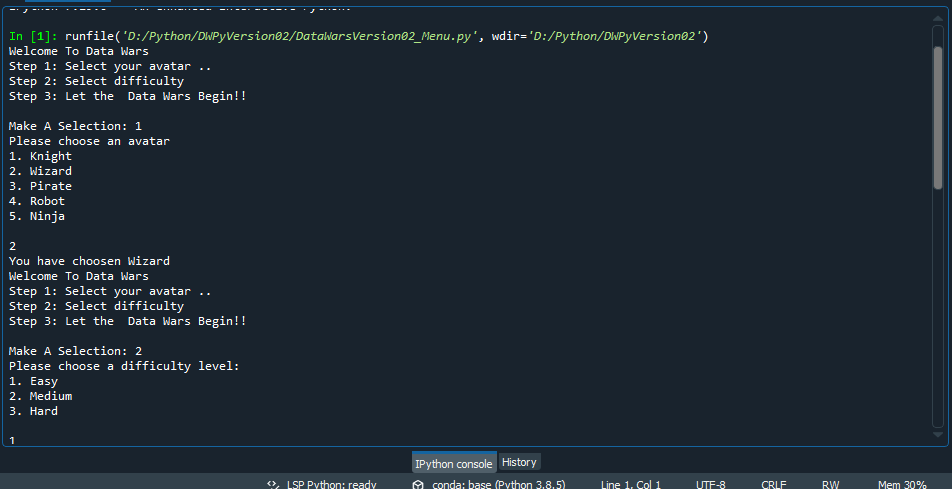 In [1]: runfile('D:/Python/DWPyVersion02/DataWarsVersion02_Menu.py', wdir='D:/Python/DWPyVersion02')
Welcome To Data Wars
Step 1: Select your avatar ..
Step 2: Select difficulty
Step 3: Let the  Data Wars Begin!!
Make A Selection: 1
Please choose an avatar
1. Knight
2. Wizard
3. Pirate
4. Robot
5. Ninja
2
You have choosen Wizard
Welcome To Data Wars
Step 1: Select your avatar ..
Step 2: Select difficulty
Step 3: Let the  Data Wars Begin!!
Make A Selection: 2
Please choose a difficulty level:
1. Easy
2. Medium
3. Hard
1
IPython console History
LSP Python: ready conda: base (Python 3.8.5) Line 1, Col 1 UTF-8 CRLF RW Mem 30%